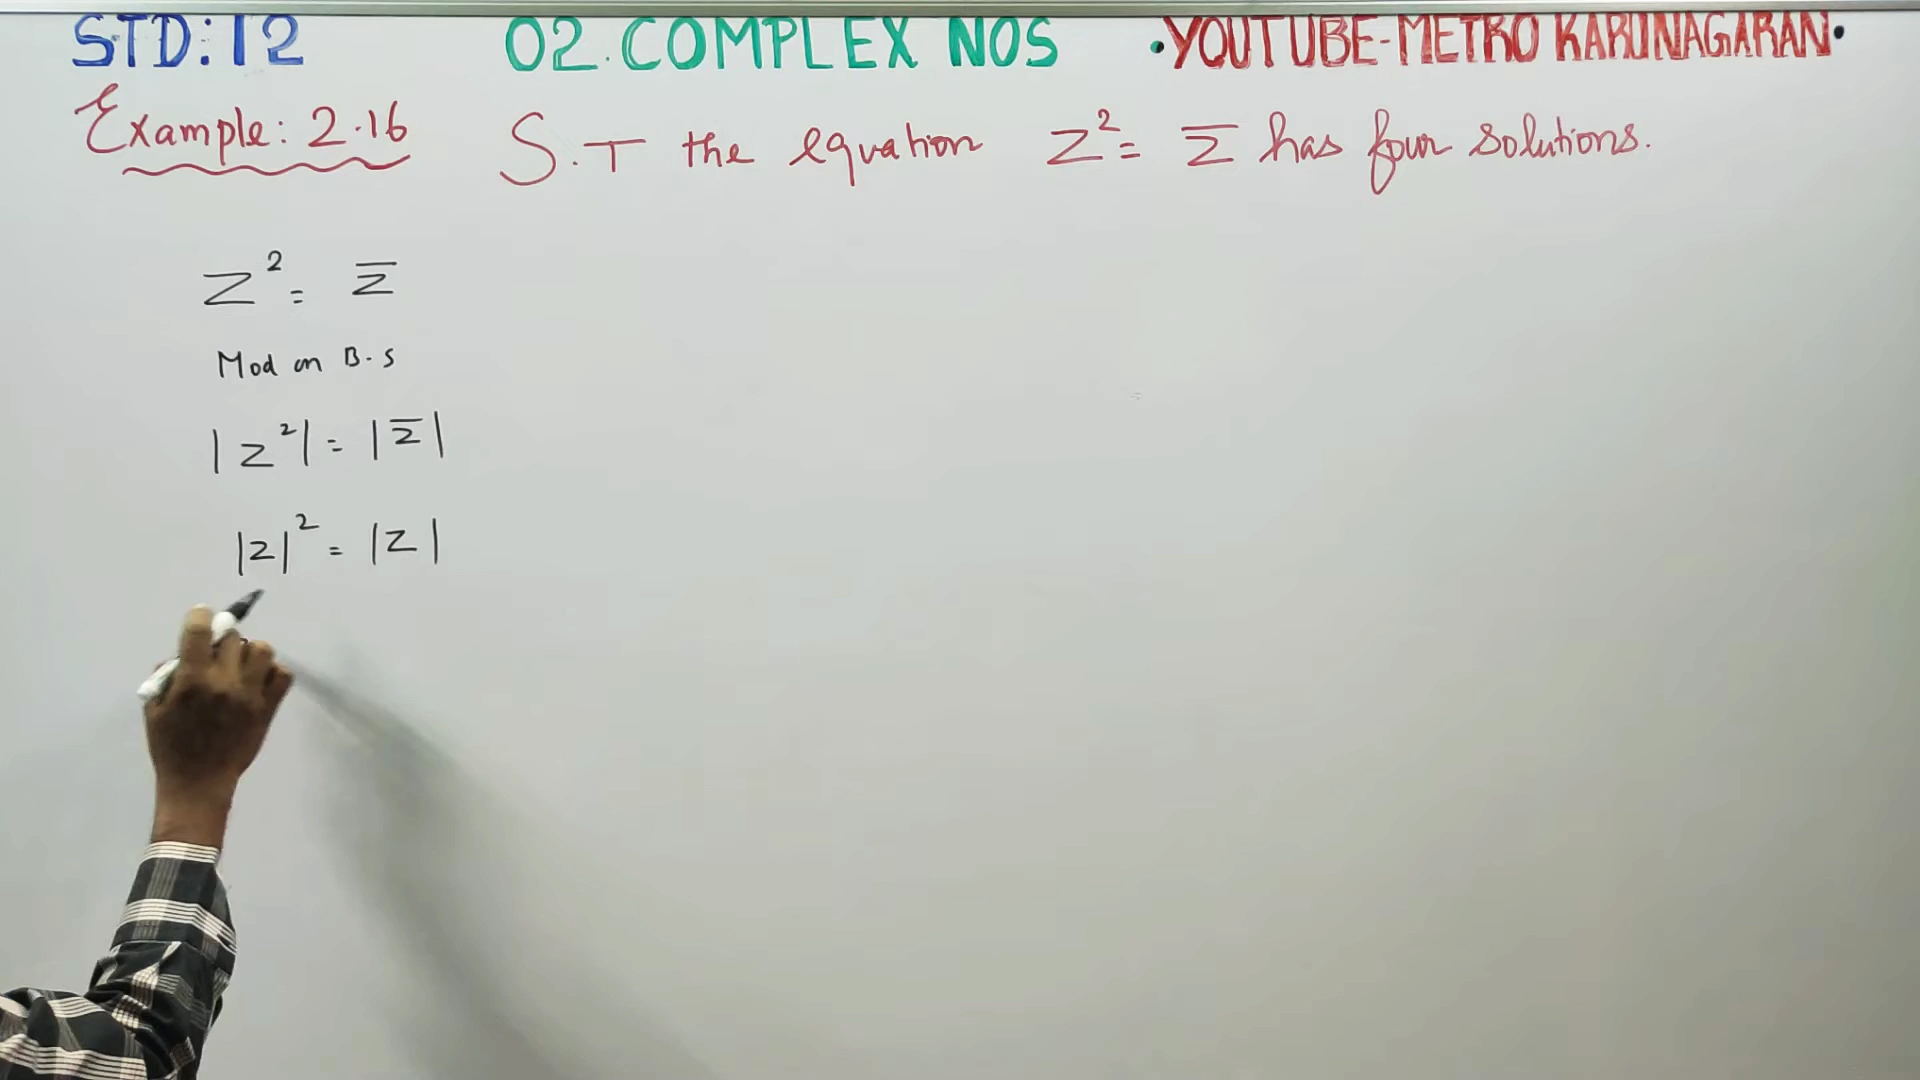 STD:12 02. COMPLEX NOS •YOUTUBE-METRO KARUNAGARAN•
Example: 2.16 S.T the equation Z² = z̅ has four solutions.
Z² = z̅
Mod on B.S
|z²| = |z̅|
|z|² = |z|